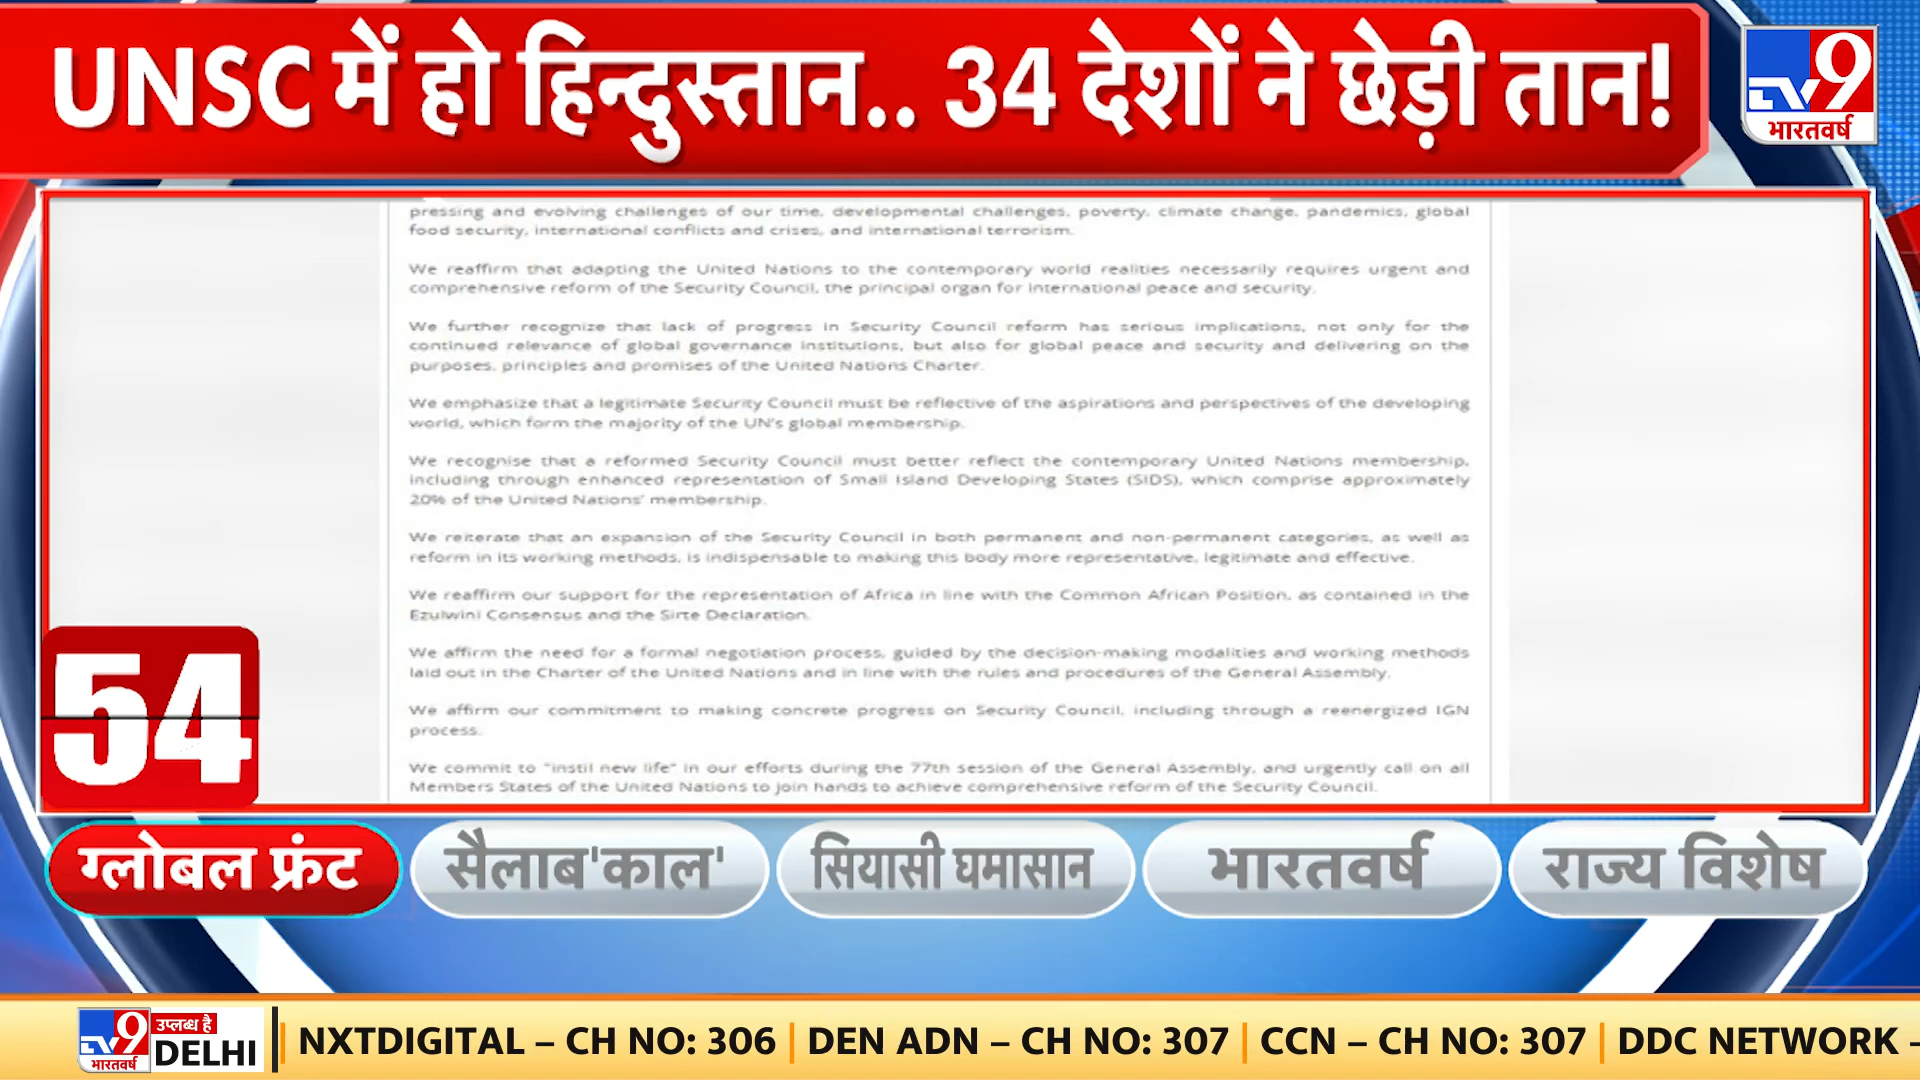 UNSC में हो हिन्दुस्तान.. 34 देशों ने छेड़ी तान!
TV9
भारतवर्ष
pressing and evolving challenges of our time, developmental challenges, poverty, climate change, pandemics, global
food security, international conflicts and crises, and international terrorism.
We reaffirm that adapting the United Nations to the contemporary world realities necessarily requires urgent and
comprehensive reform of the Security Council, the principal organ for international peace and security.
We further recognize that lack of progress in Security Council reform has serious implications, not only for the
continued relevance of global governance institutions, but also for global peace and security and delivering on the
purposes, principles and promises of the United Nations Charter.
We emphasize that a legitimate Security Council must be reflective of the aspirations and perspectives of the developing
world, which form the majority of the UN's global membership.
We recognise that a reformed Security Council must better reflect the contemporary United Nations membership,
including through enhanced representation of Small Island Developing States (SIDS), which comprise approximately
20% of the United Nations' membership.
We reiterate that an expansion of the Security Council in both permanent and non-permanent categories, as well as
reform in its working methods, is indispensable to making this body more representative, legitimate and effective.
We reaffirm our support for the representation of Africa in line with the Common African Position, as contained in the
Ezulwini Consensus and the Sirte Declaration.
We affirm the need for a formal negotiation process, guided by the decision-making modalities and working methods
laid out in the Charter of the United Nations and in line with the rules and procedures of the General Assembly.
We affirm our commitment to making concrete progress on Security Council, including through a reenergized IGN
process.
We commit to "instil new life" in our efforts during the 77th session of the General Assembly, and urgently call on all
Members States of the United Nations to join hands to achieve comprehensive reform of the Security Council.
54
ग्लोबल फ्रंट
सैलाब'काल'
सियासी घमासान
भारतवर्ष
राज्य विशेष
TV9
भारतवर्ष
उप्लब्ध है
DELHI
NXTDIGITAL – CH NO: 306 | DEN ADN – CH NO: 307 | CCN – CH NO: 307 | DDC NETWORK –